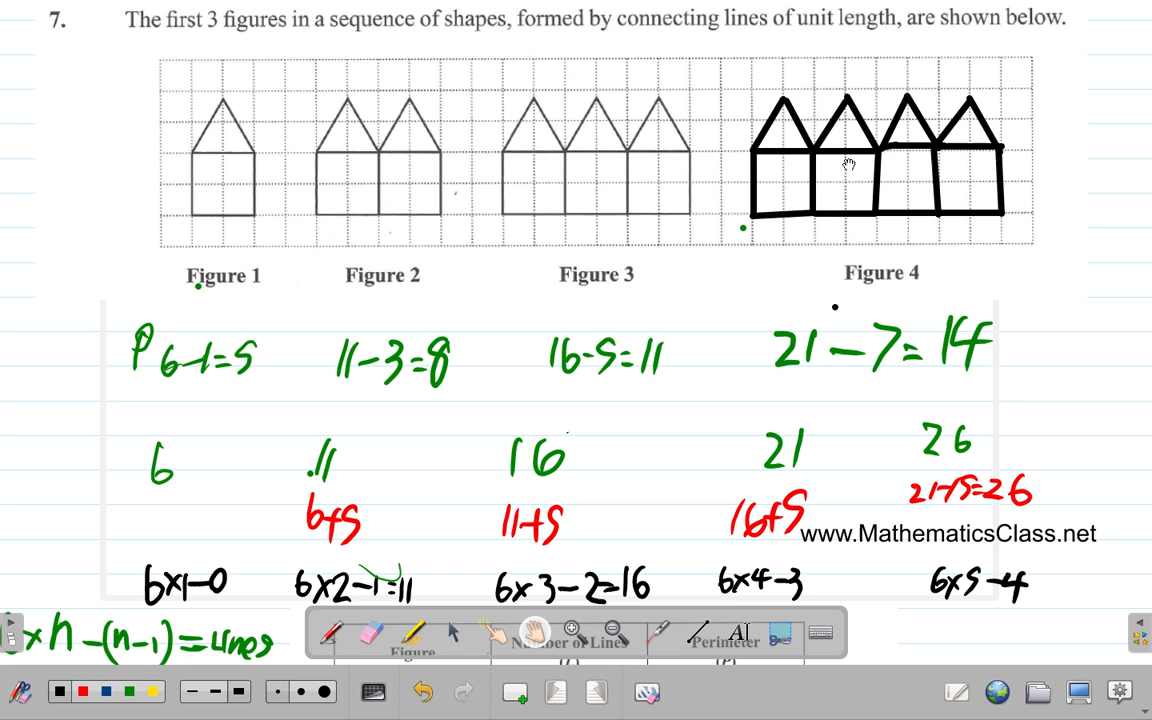 7. The first 3 figures in a sequence of shapes, formed by connecting lines of unit length, are shown below.
Figure 1 Figure 2 Figure 3 Figure 4
P 6-1=5 11-3=8 16-5=11 21-7=14
6 11 16 21 26
6+5 11+5 16+5 21+5=26
www.MathematicsClass.net
6×1-0 6×2-1=11 6×3-2=16 6×4-3 6×5-4
×n-(n-1)=Lines
Figure Number of Lines Perimeter